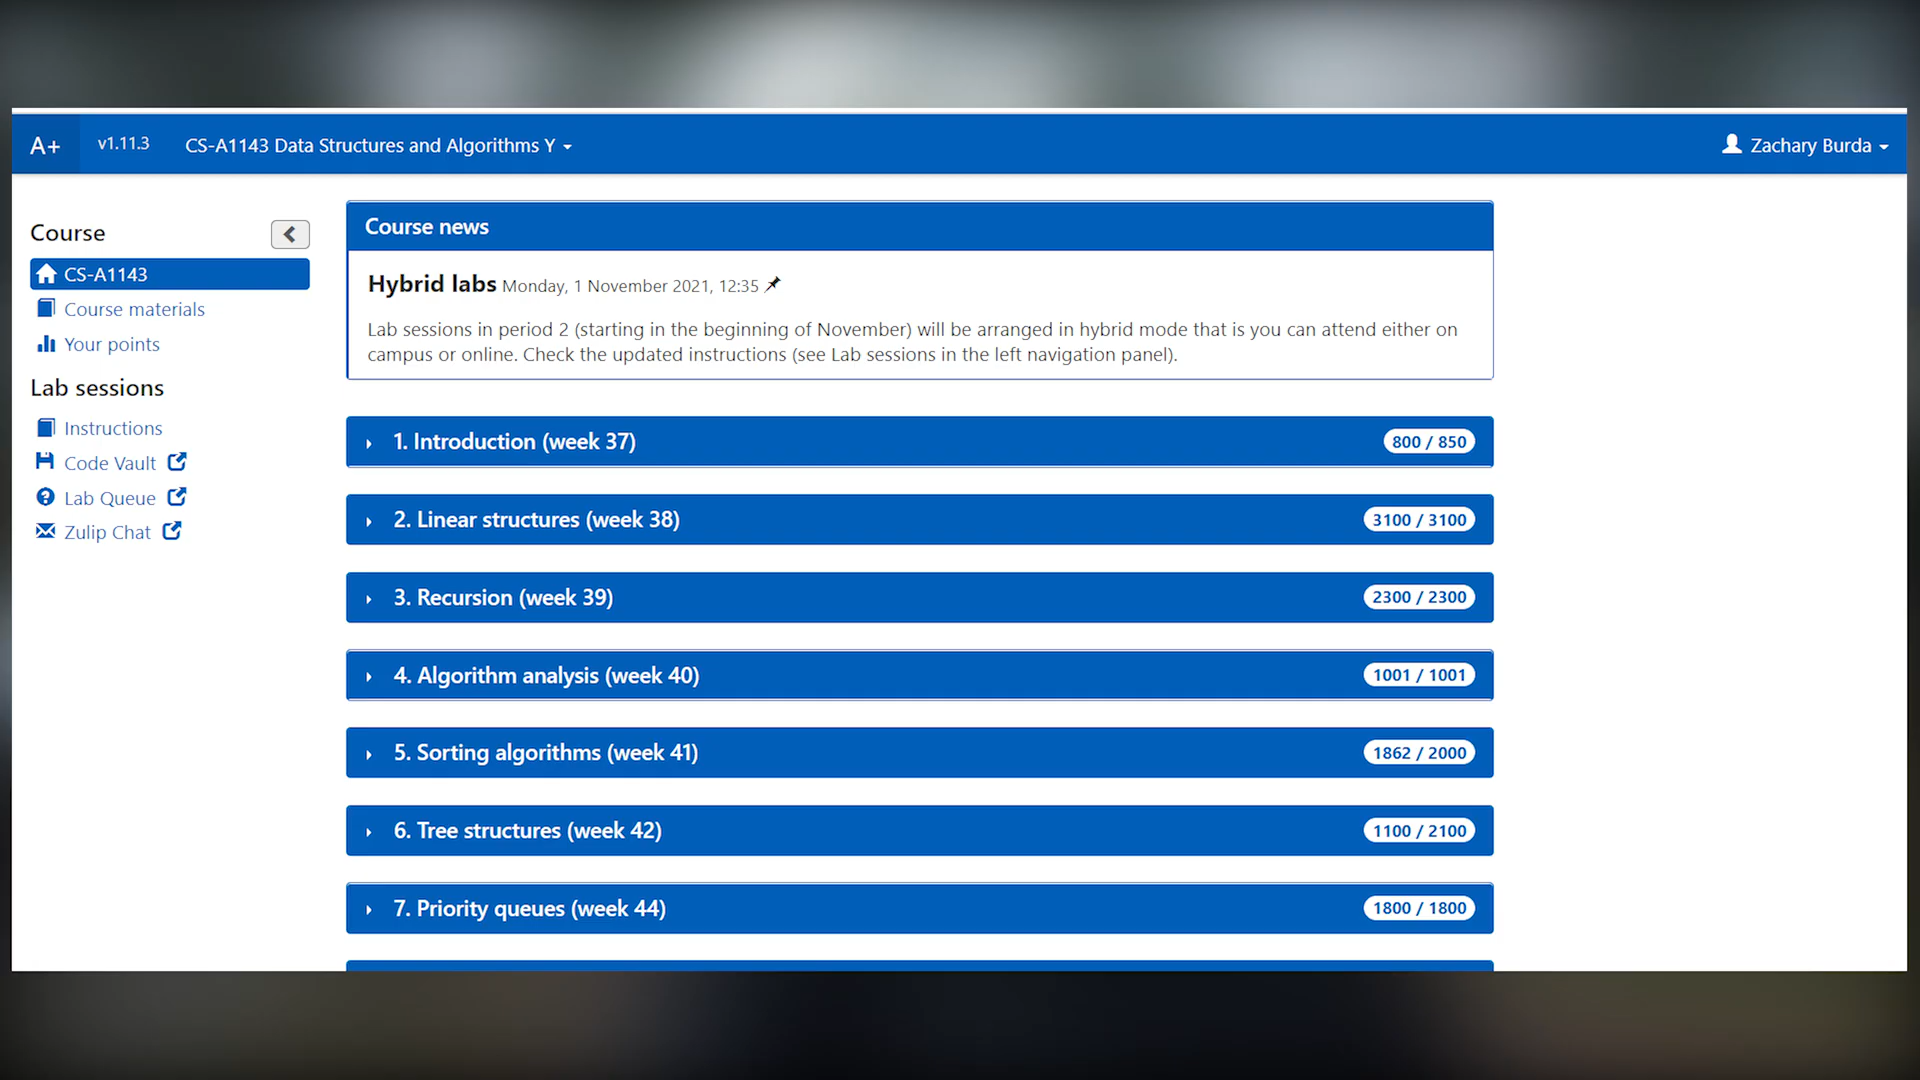 A+ v1.11.3 CS-A1143 Data Structures and Algorithms Y Zachary Burda
Course
CS-A1143
Course materials
Your points
Lab sessions
Instructions
Code Vault
Lab Queue
Zulip Chat
Course news
Hybrid labs Monday, 1 November 2021, 12:35
Lab sessions in period 2 (starting in the beginning of November) will be arranged in hybrid mode that is you can attend either on
campus or online. Check the updated instructions (see Lab sessions in the left navigation panel).
1. Introduction (week 37) 800 / 850
2. Linear structures (week 38) 3100 / 3100
3. Recursion (week 39) 2300 / 2300
4. Algorithm analysis (week 40) 1001 / 1001
5. Sorting algorithms (week 41) 1862 / 2000
6. Tree structures (week 42) 1100 / 2100
7. Priority queues (week 44) 1800 / 1800